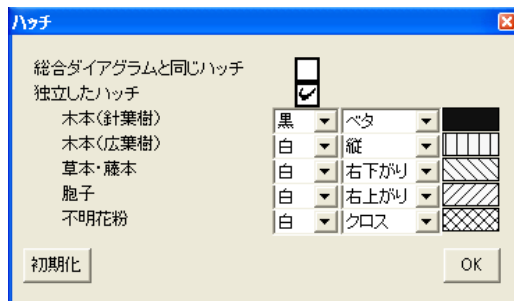 ハッチ
総合ダイアグラムと同じハッチ
独立したハッチ
木本(針葉樹) 黒 ベタ
木本(広葉樹) 白 縦
草本・藤本 白 右下がり
胞子 白 右上がり
不明花粉 白 クロス
初期化 OK